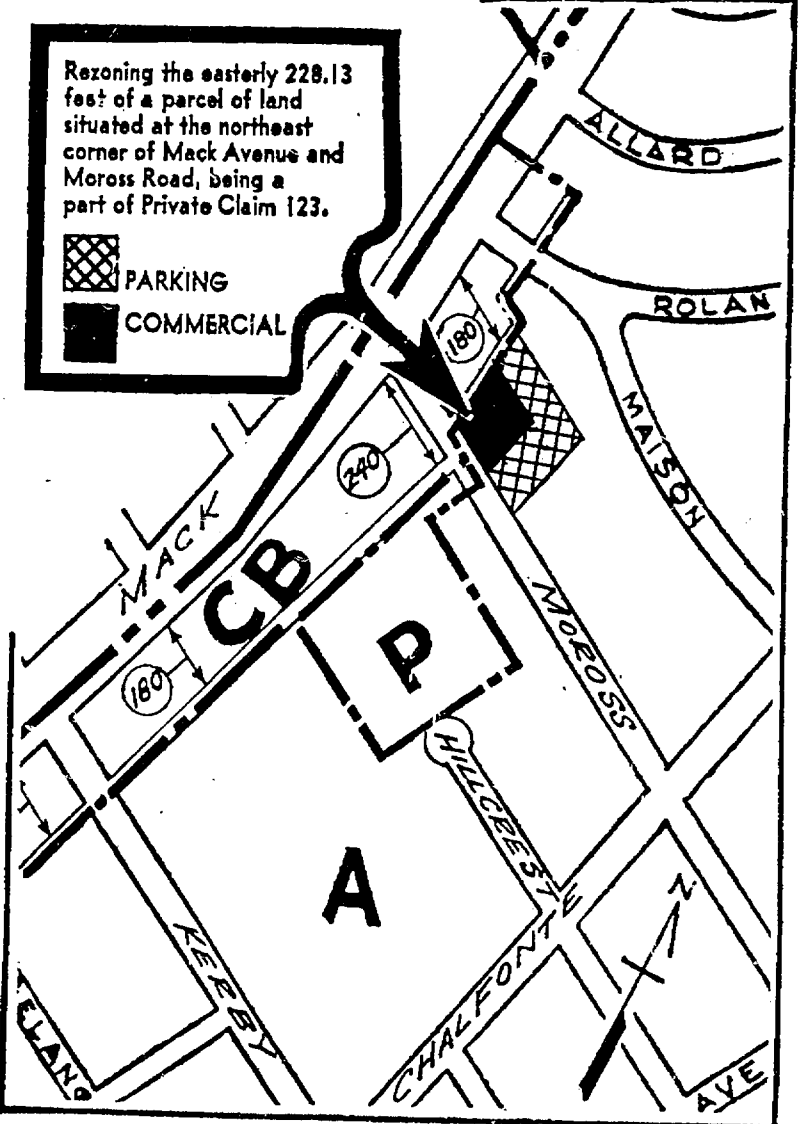 Rezoning the easterly 228.13
feet of a parcel of land
situated at the northeast
corner of Mack Avenue and
Moross Road, being a
part of Private Claim 123.
PARKING
COMMERCIAL
ALLARD
ROLAN
MAISON
180
240
MACK
CB
180
P
MOROSS
HILLCREST
A
KERBY
CHALFONTE
N
ELAND
AVE